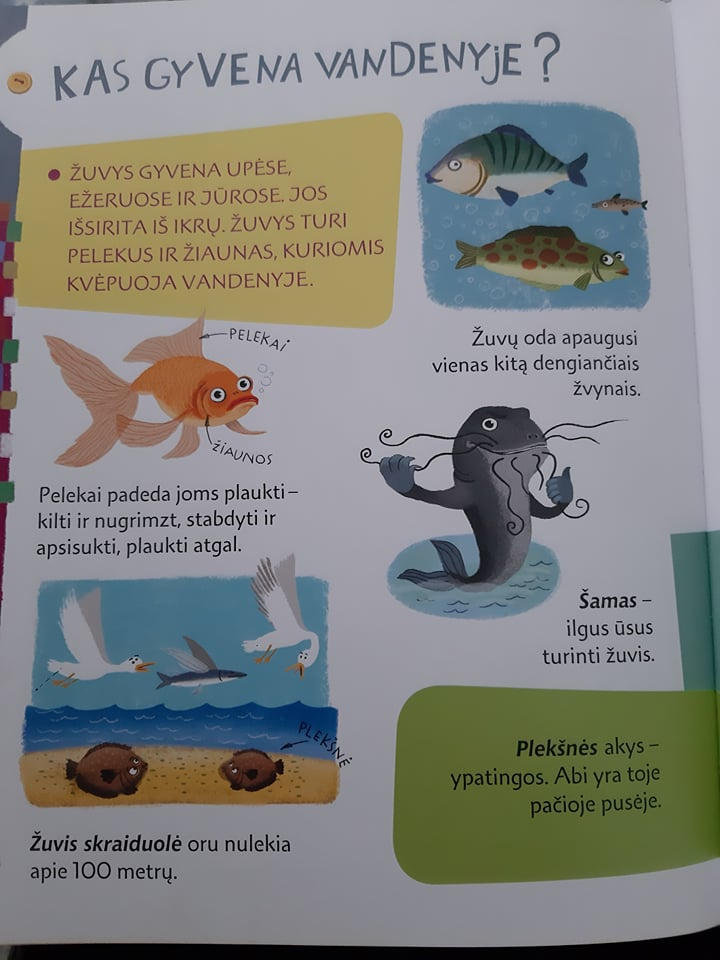 KAS GYVENA VANDENYJE?
ŽUVYS GYVENA UPĖSE,
EŽERUOSE IR JŪROSE. JOS
IŠSIRITA IŠ IKRŲ. ŽUVYS TURI
PELEKUS IR ŽIAUNAS, KURIOMIS
KVĖPUOJA VANDENYJE.
Žuvų oda apaugusi
vienas kitą dengiančiais
žvynais.
PELEKAI
ŽIAUNOS
Pelekai padeda joms plaukti –
kilti ir nugrimzt, stabdyti ir
apsisukti, plaukti atgal.
Šamas –
ilgus ūsus
turinti žuvis.
PLEKŠNĖ
Žuvis skraiduolė oru nulekia
apie 100 metrų.
Plekšnės akys –
ypatingos. Abi yra toje
pačioje pusėje.